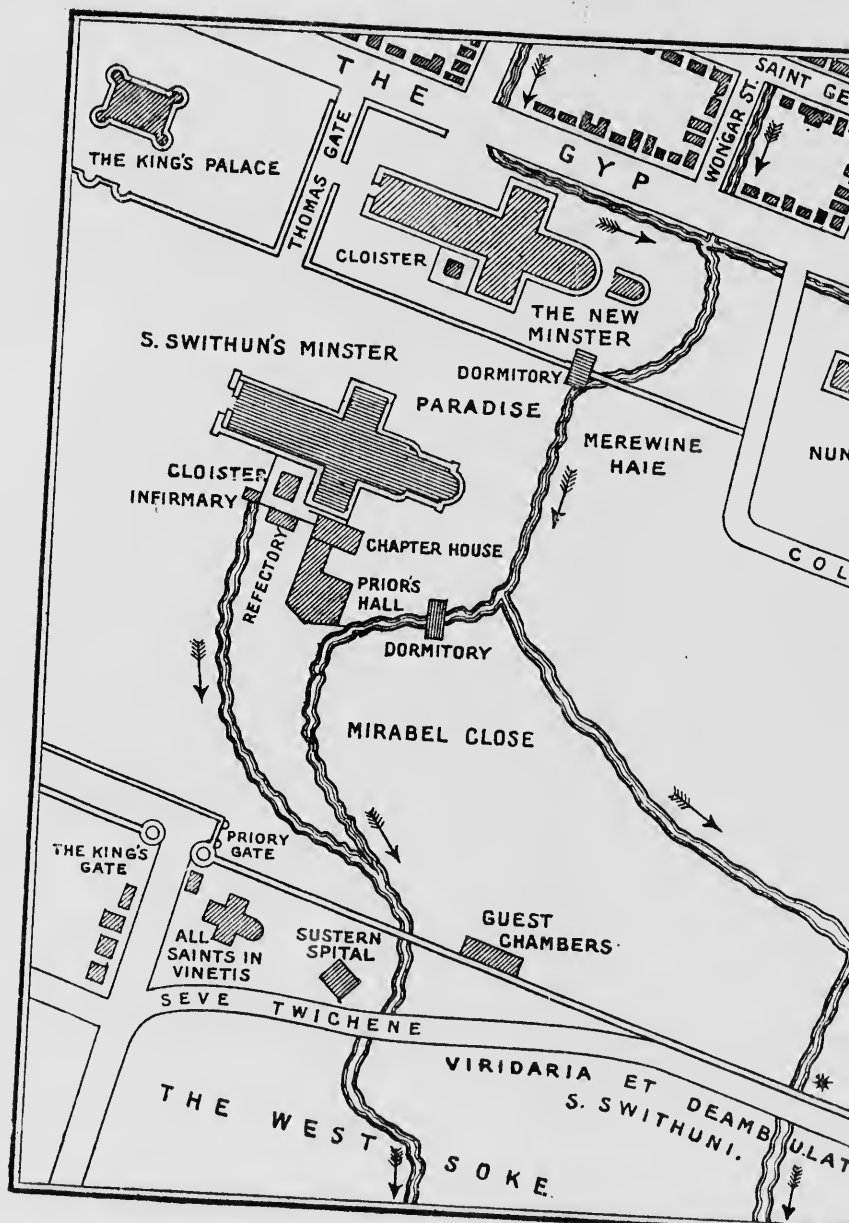 THE GYP
SAINT GE
WONGAR ST.
THE KING'S PALACE
THOMAS GATE
CLOISTER
THE NEW
MINSTER
S. SWITHUN'S MINSTER
DORMITORY
PARADISE
MEREWINE
HAIE
NUN
CLOISTER
INFIRMARY
REFECTORY
CHAPTER HOUSE
PRIOR'S
HALL
COL
DORMITORY
MIRABEL CLOSE
THE KING'S
GATE
PRIORY
GATE
ALL
SAINTS IN
VINETIS
SUSTERN
SPITAL
GUEST
CHAMBERS.
SEVE TWICHENE
VIRIDARIA ET DEAMBULAT
S. SWITHUNI.
THE WEST SOKE